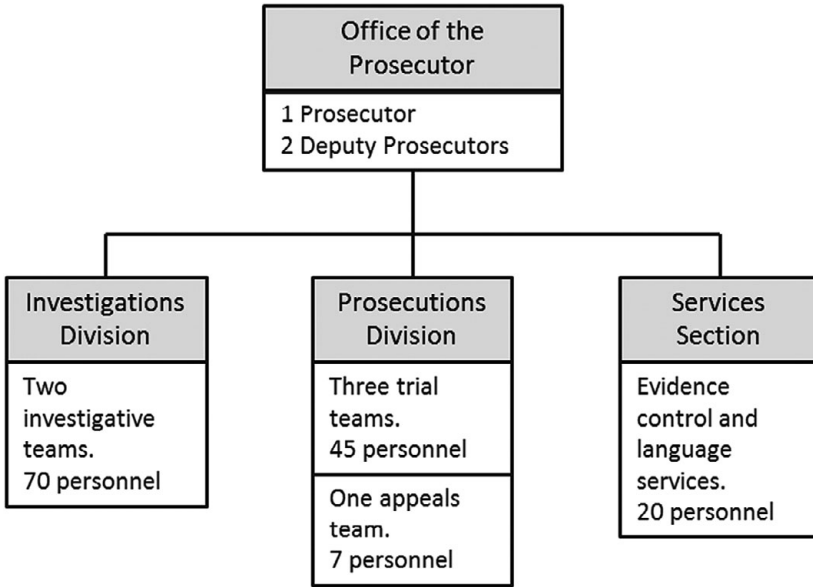 Office of the
Prosecutor
1 Prosecutor
2 Deputy Prosecutors
Investigations
Division
Two
investigative
teams.
70 personnel
Prosecutions
Division
Three trial
teams.
45 personnel
One appeals
team.
7 personnel
Services
Section
Evidence
control and
language
services.
20 personnel